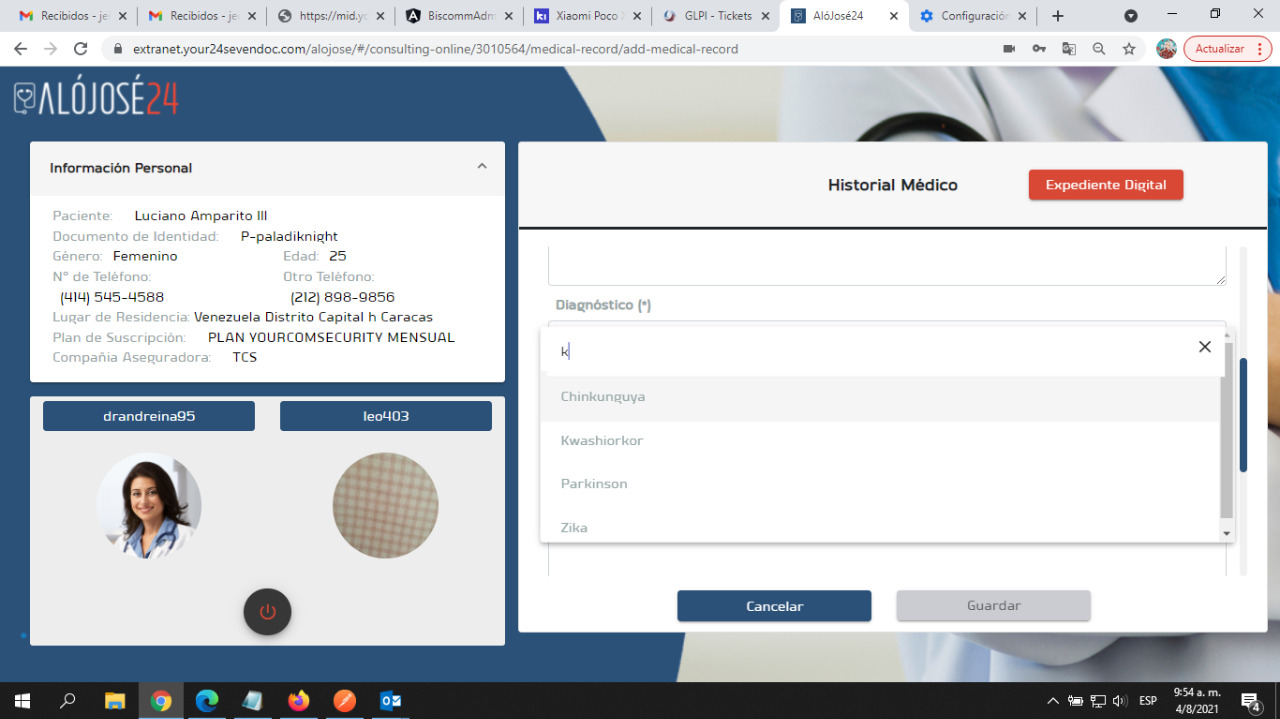 Recibidos - je
Recibidos - je
https://mid.yo
BiscommAdm
Xiaomi Poco X
GLPI - Tickets
AlóJosé24
Configuración
extranet.your24sevendoc.com/alojose/#/consulting-online/3010564/medical-record/add-medical-record
Actualizar
ALÓJOSÉ24
Información Personal
Paciente: Luciano Amparito III
Documento de Identidad: P-paladiknight
Género: Femenino Edad: 25
N° de Teléfono: Otro Teléfono:
(414) 545-4588 (212) 898-9856
Lugar de Residencia: Venezuela Distrito Capital h Caracas
Plan de Suscripción: PLAN YOURCOMSECURITY MENSUAL
Compañia Aseguradora: TCS
drandreina95 leo403
Historial Médico
Expediente Digital
Diagnóstico (*)
k
Chinkunguya
Kwashiorkor
Parkinson
Zika
Cancelar Guardar
ESP
9:54 a. m.
4/8/2021
4